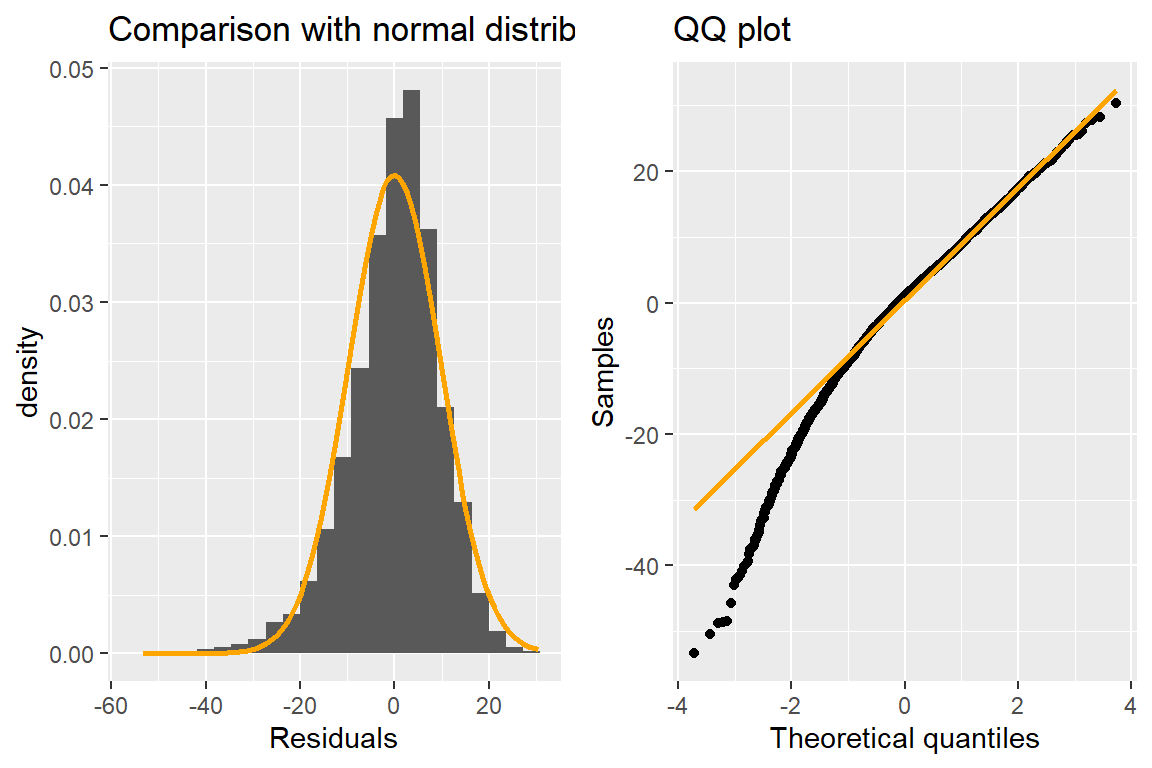 Comparison with normal distrib
0.05
0.04
0.03
0.02
0.01
0.00
density
-60 -40 -20 0 20
Residuals
QQ plot
20
0
-20
-40
Samples
-4 -2 0 2 4
Theoretical quantiles